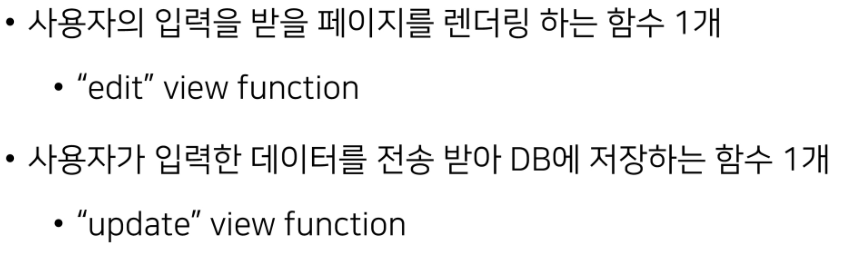 • 사용자의 입력을 받을 페이지를 렌더링 하는 함수 1개
• “edit” view function
• 사용자가 입력한 데이터를 전송 받아 DB에 저장하는 함수 1개
• “update” view function